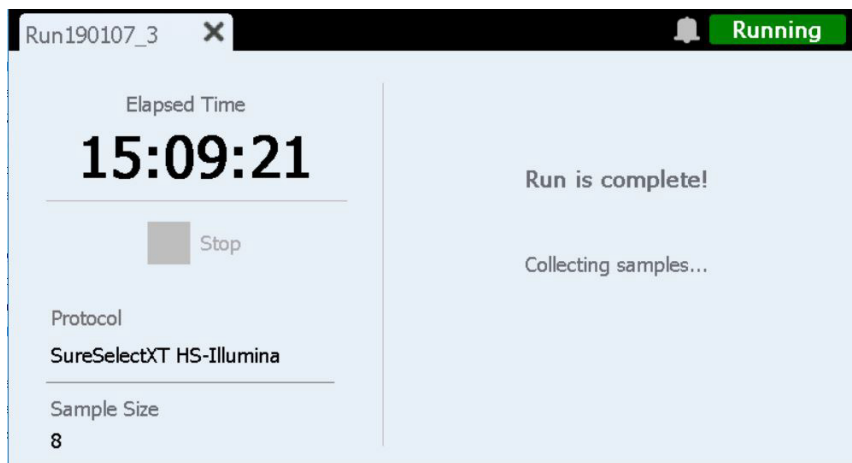 Run190107_3
Running
Elapsed Time
15:09:21
Stop
Protocol
SureSelectXT HS-Illumina
Sample Size
8
Run is complete!
Collecting samples...